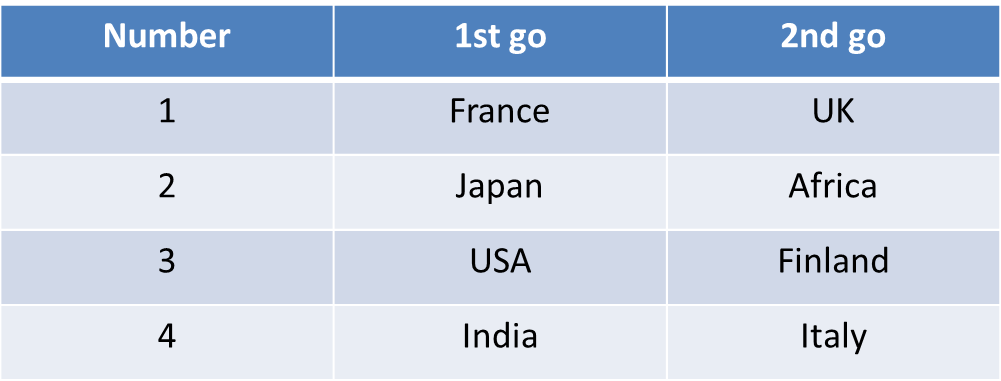 Number 1st go 2nd go
1 France UK
2 Japan Africa
3 USA Finland
4 India Italy